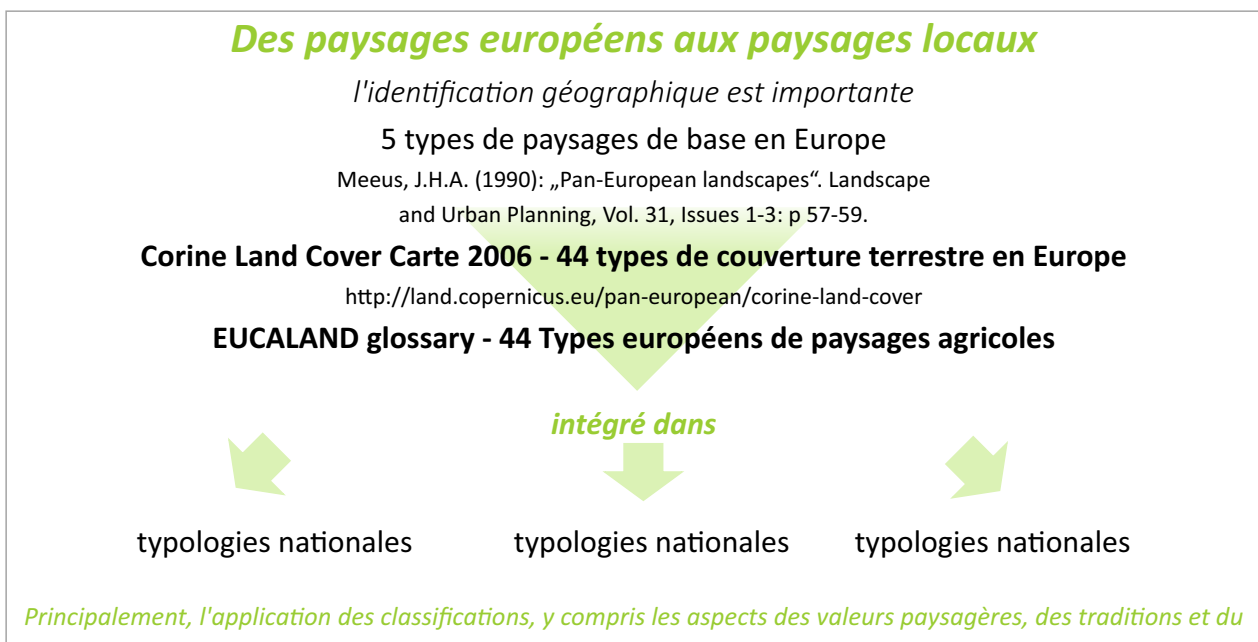 Des paysages européens aux paysages locaux
l'identification géographique est importante
5 types de paysages de base en Europe
Meeus, J.H.A. (1990): „Pan-European landscapes“. Landscape
and Urban Planning, Vol. 31, Issues 1-3: p 57-59.
Corine Land Cover Carte 2006 - 44 types de couverture terrestre en Europe
http://land.copernicus.eu/pan-european/corine-land-cover
EUCALAND glossary - 44 Types européens de paysages agricoles
intégré dans
typologies nationales typologies nationales typologies nationales
Principalement, l'application des classifications, y compris les aspects des valeurs paysagères, des traditions et du